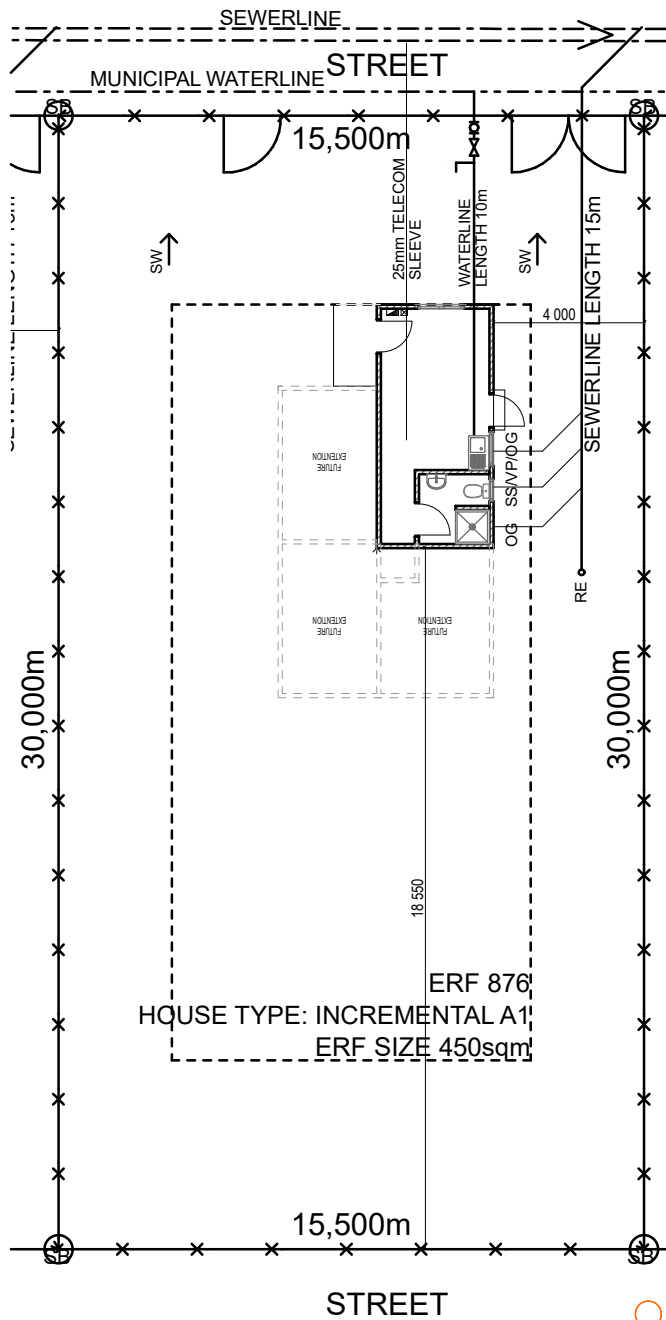 SEWERLINE
STREET
MUNICIPAL WATERLINE
SB
SB
15,500m
25mm TELECOM
SLEEVE
WATERLINE
LENGTH 10m
SEWERLINE LENGTH 15m
SW
SW
4 000
FUTURE
EXTENTION
SS/VP/OG
OG
RE
FUTURE
EXTENTION
FUTURE
EXTENTION
30,000m
30,000m
18 550
ERF 876
HOUSE TYPE: INCREMENTAL A1
ERF SIZE 450sqm
15,500m
SB
SB
STREET